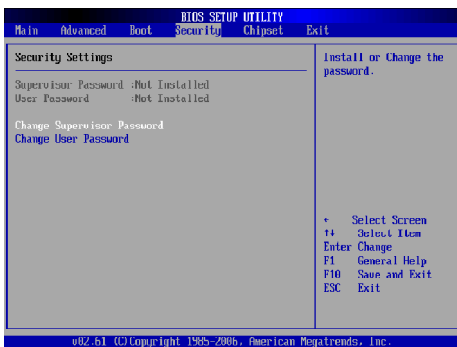 BIOS SETUP UTILITY
Main Advanced Boot Security Chipset Exit
Security Settings
Supervisor Password :Not Installed
User Password :Not Installed
Change Supervisor Password
Change User Password
Install or Change the
password.
← Select Screen
↑↓ Select Item
Enter Change
F1 General Help
F10 Save and Exit
ESC Exit
v02.61 (C)Copyright 1985-2006, American Megatrends, Inc.